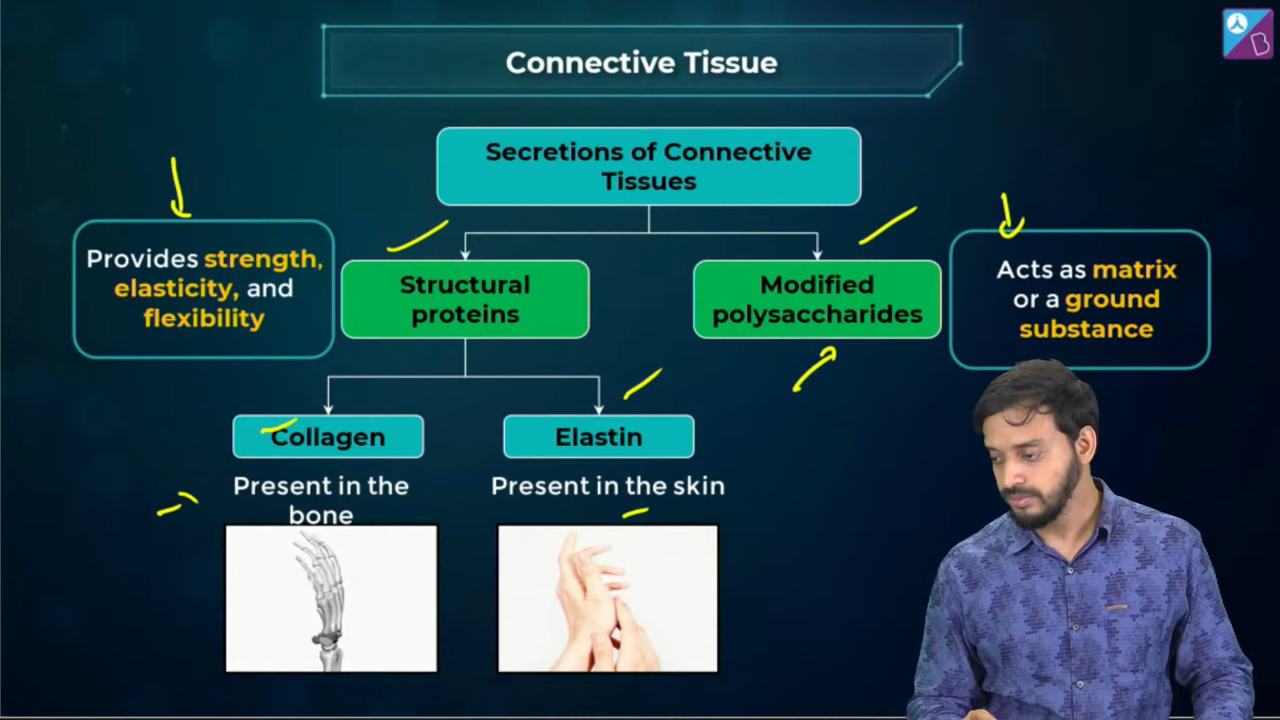 Connective Tissue
Secretions of Connective
Tissues
Provides strength,
elasticity, and
flexibility
Structural
proteins
Modified
polysaccharides
Acts as matrix
or a ground
substance
Collagen
Elastin
Present in the
bone
Present in the skin
B